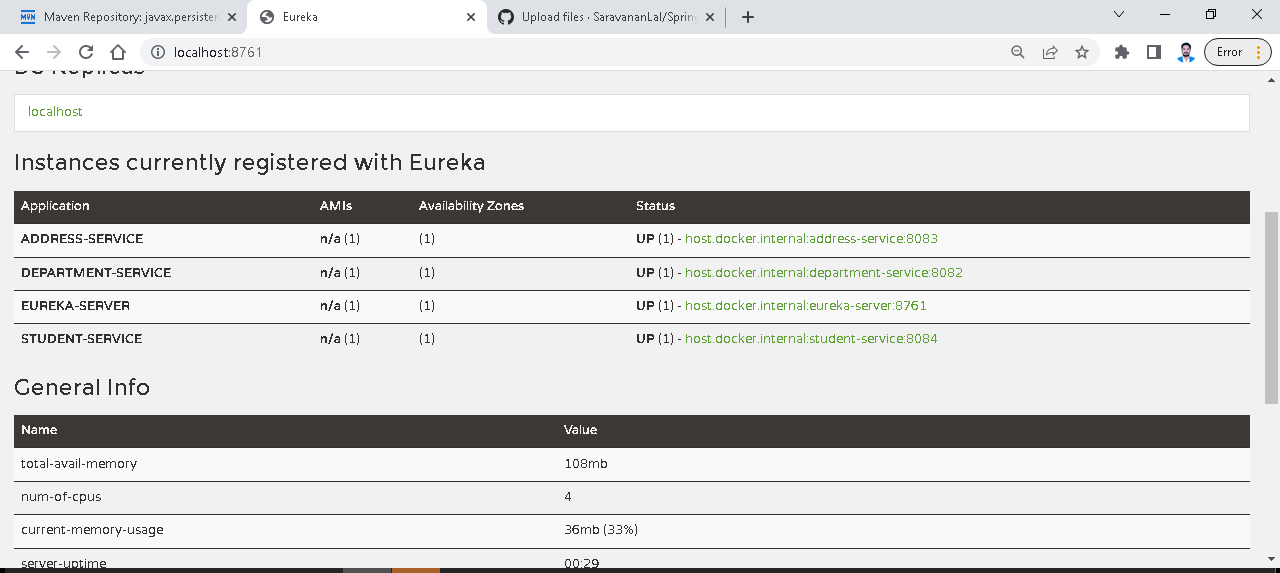 Maven Repository: javax.persister
Eureka
Upload files · SaravananLal/Spring
localhost:8761
Error
DS Replicas
localhost
Instances currently registered with Eureka
Application AMIs Availability Zones Status
ADDRESS-SERVICE n/a (1) (1) UP (1) - host.docker.internal:address-service:8083
DEPARTMENT-SERVICE n/a (1) (1) UP (1) - host.docker.internal:department-service:8082
EUREKA-SERVER n/a (1) (1) UP (1) - host.docker.internal:eureka-server:8761
STUDENT-SERVICE n/a (1) (1) UP (1) - host.docker.internal:student-service:8084
General Info
Name Value
total-avail-memory 108mb
num-of-cpus 4
current-memory-usage 36mb (33%)
server-uptime 00:29